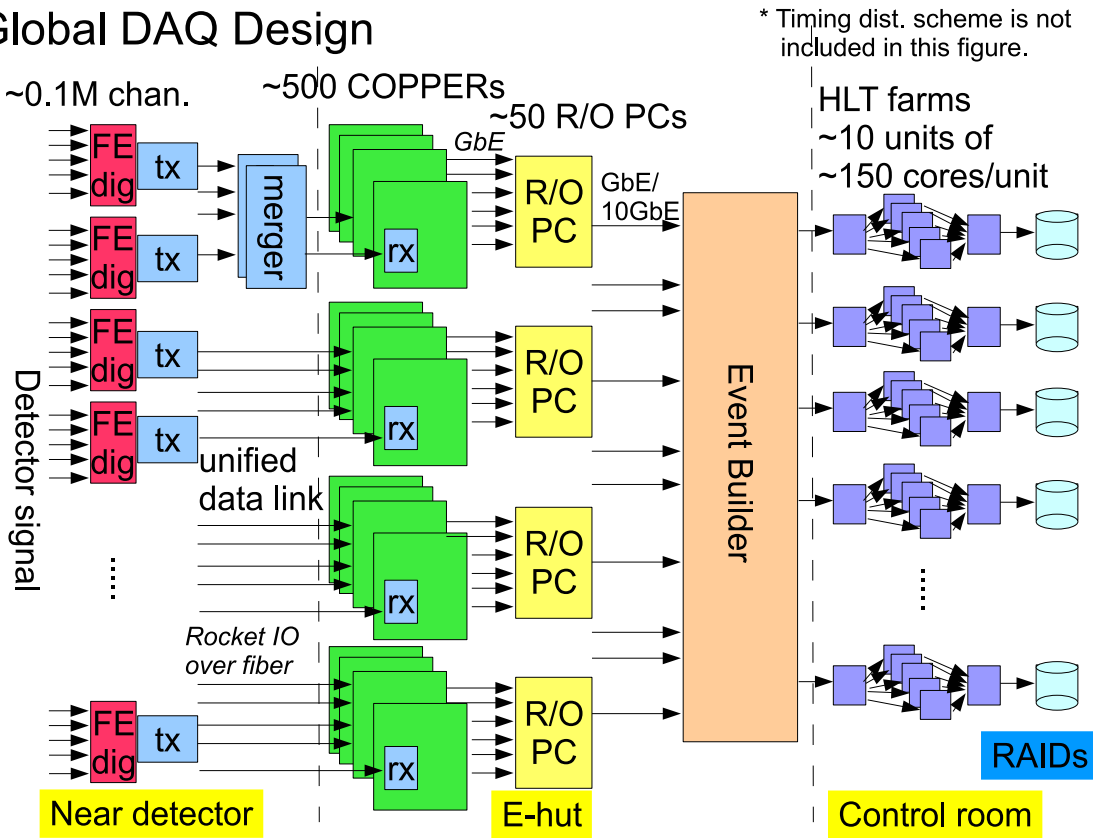 Global DAQ Design
* Timing dist. scheme is not
included in this figure.
~0.1M chan.
~500 COPPERs
~50 R/O PCs
HLT farms
~10 units of
~150 cores/unit
GbE
GbE/
10GbE
Detector signal
FE
dig
tx
FE
dig
tx
merger
rx
R/O
PC
FE
dig
tx
FE
dig
tx
rx
R/O
PC
unified
data link
rx
R/O
PC
Rocket IO
over fiber
FE
dig
tx
rx
R/O
PC
Event Builder
RAIDs
Near detector
E-hut
Control room